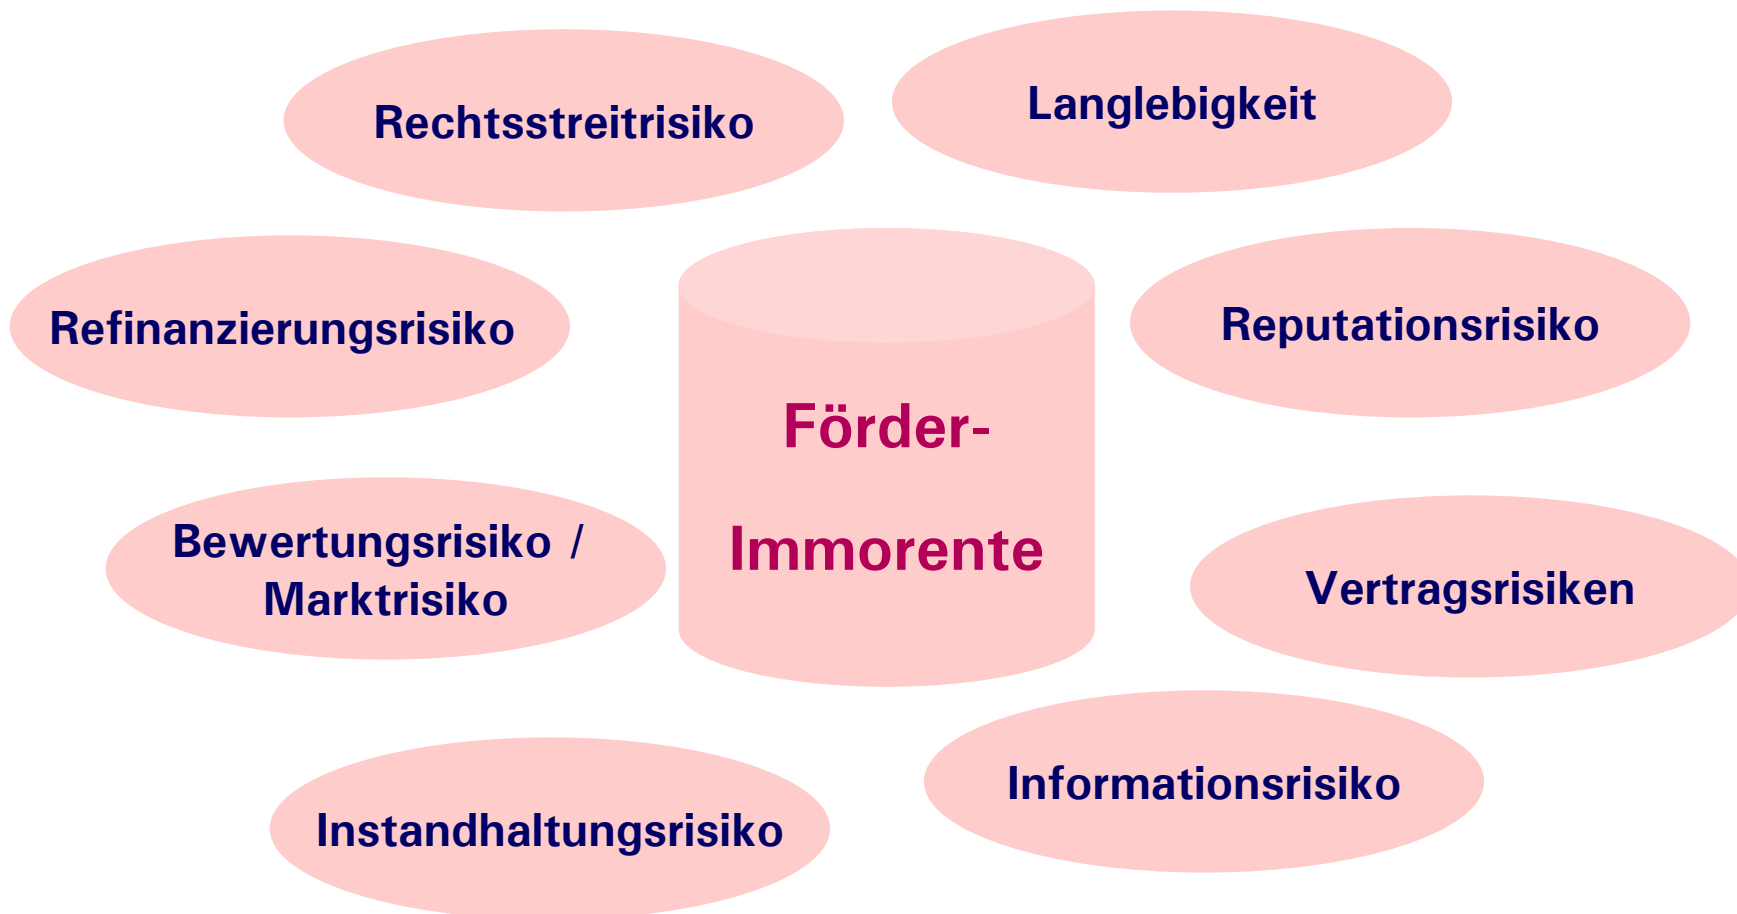 Rechtsstreitrisiko
Langlebigkeit
Refinanzierungsrisiko
Reputationsrisiko
Förder-
Immorente
Bewertungsrisiko /
Marktrisiko
Vertragsrisiken
Informationsrisiko
Instandhaltungsrisiko